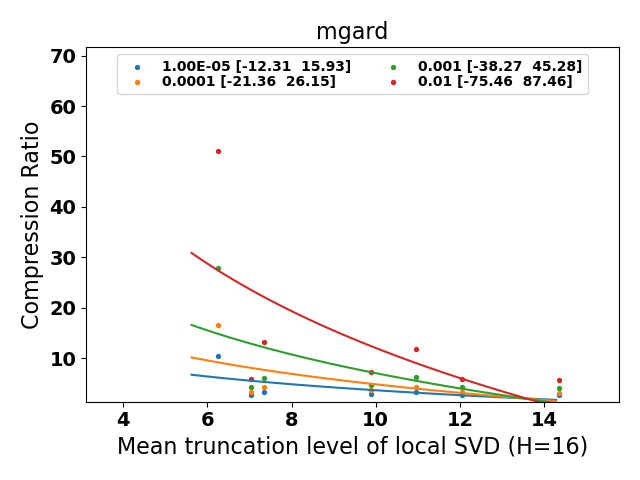 mgard
1.00E-05 [-12.31  15.93]
0.0001 [-21.36  26.15]
0.001 [-38.27  45.28]
0.01 [-75.46  87.46]
Compression Ratio
70
60
50
40
30
20
10
4 6 8 10 12 14
Mean truncation level of local SVD (H=16)